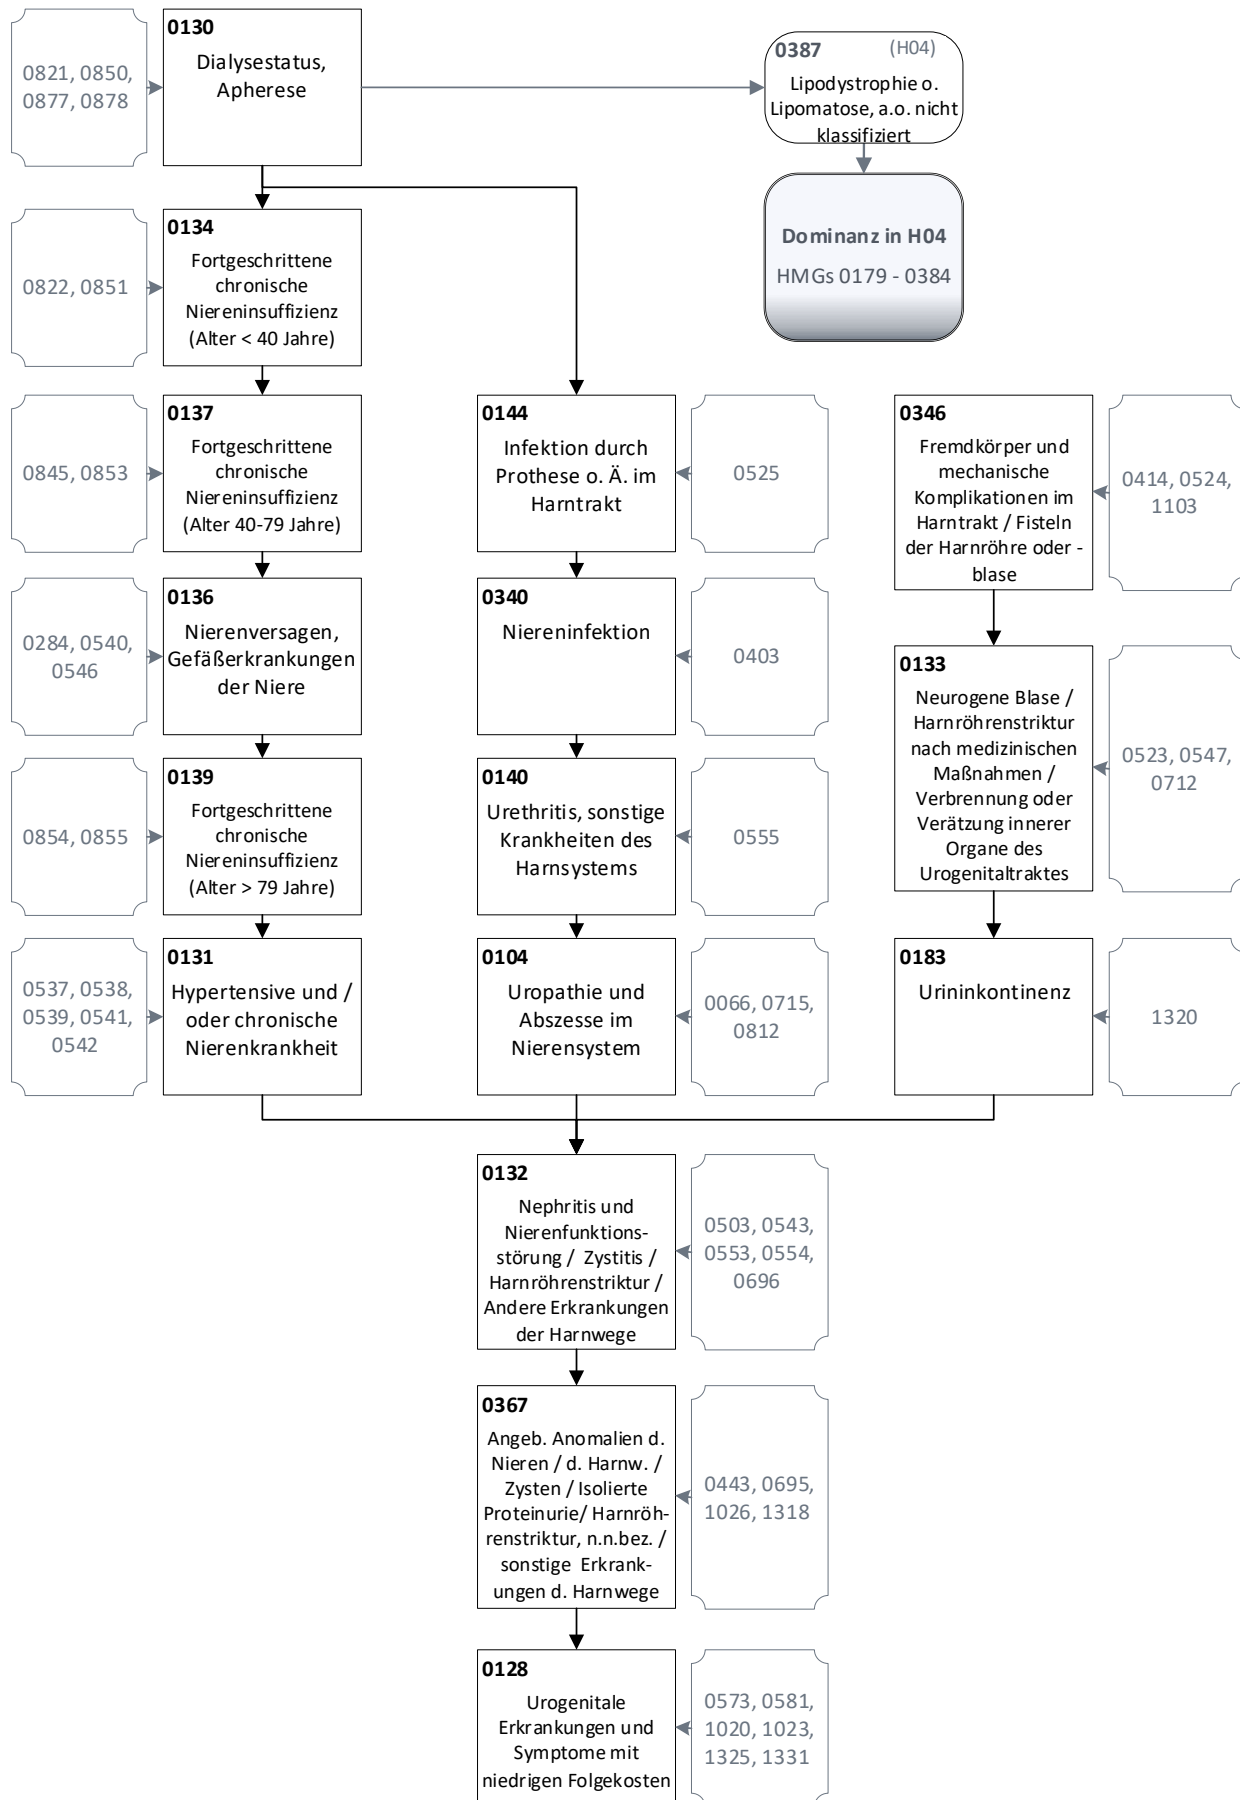 0821, 0850,
0877, 0878
0130
Dialysestatus,
Apherese
0387
(H04)
Lipodystrophie o.
Lipomatose, a.o. nicht
klassifiziert
Dominanz in H04
HMGs 0179 - 0384
0822, 0851
0134
Fortgeschrittene
chronische
Niereninsuffizienz
(Alter < 40 Jahre)
0845, 0853
0137
Fortgeschrittene
chronische
Niereninsuffizienz
(Alter 40-79 Jahre)
0144
Infektion durch
Prothese o. Ä. im
Harntrakt
0525
0346
Fremdkörper und
mechanische
Komplikationen im
Harntrakt / Fisteln
der Harnröhre oder -
blase
0414, 0524,
1103
0284, 0540,
0546
0136
Nierenversagen,
Gefäßerkrankungen
der Niere
0340
Niereninfektion
0403
0133
Neurogene Blase /
Harnröhrenstriktur
nach medizinischen
Maßnahmen /
Verbrennung oder
Verätzung innerer
Organe des
Urogenitaltraktes
0523, 0547,
0712
0854, 0855
0139
Fortgeschrittene
chronische
Niereninsuffizienz
(Alter > 79 Jahre)
0140
Urethritis, sonstige
Krankheiten des
Harnsystems
0555
0537, 0538,
0539, 0541,
0542
0131
Hypertensive und /
oder chronische
Nierenkrankheit
0104
Uropathie und
Abszesse im
Nierensystem
0066, 0715,
0812
0183
Urininkontinenz
1320
0132
Nephritis und
Nierenfunktions-
störung / Zystitis /
Harnröhrenstriktur /
Andere Erkrankungen
der Harnwege
0503, 0543,
0553, 0554,
0696
0367
Angeb. Anomalien d.
Nieren / d. Harnw. /
Zysten / Isolierte
Proteinurie/ Harnröh-
renstriktur, n.n.bez. /
sonstige Erkrank-
ungen d. Harnwege
0443, 0695,
1026, 1318
0128
Urogenitale
Erkrankungen und
Symptome mit
niedrigen Folgekosten
0573, 0581,
1020, 1023,
1325, 1331